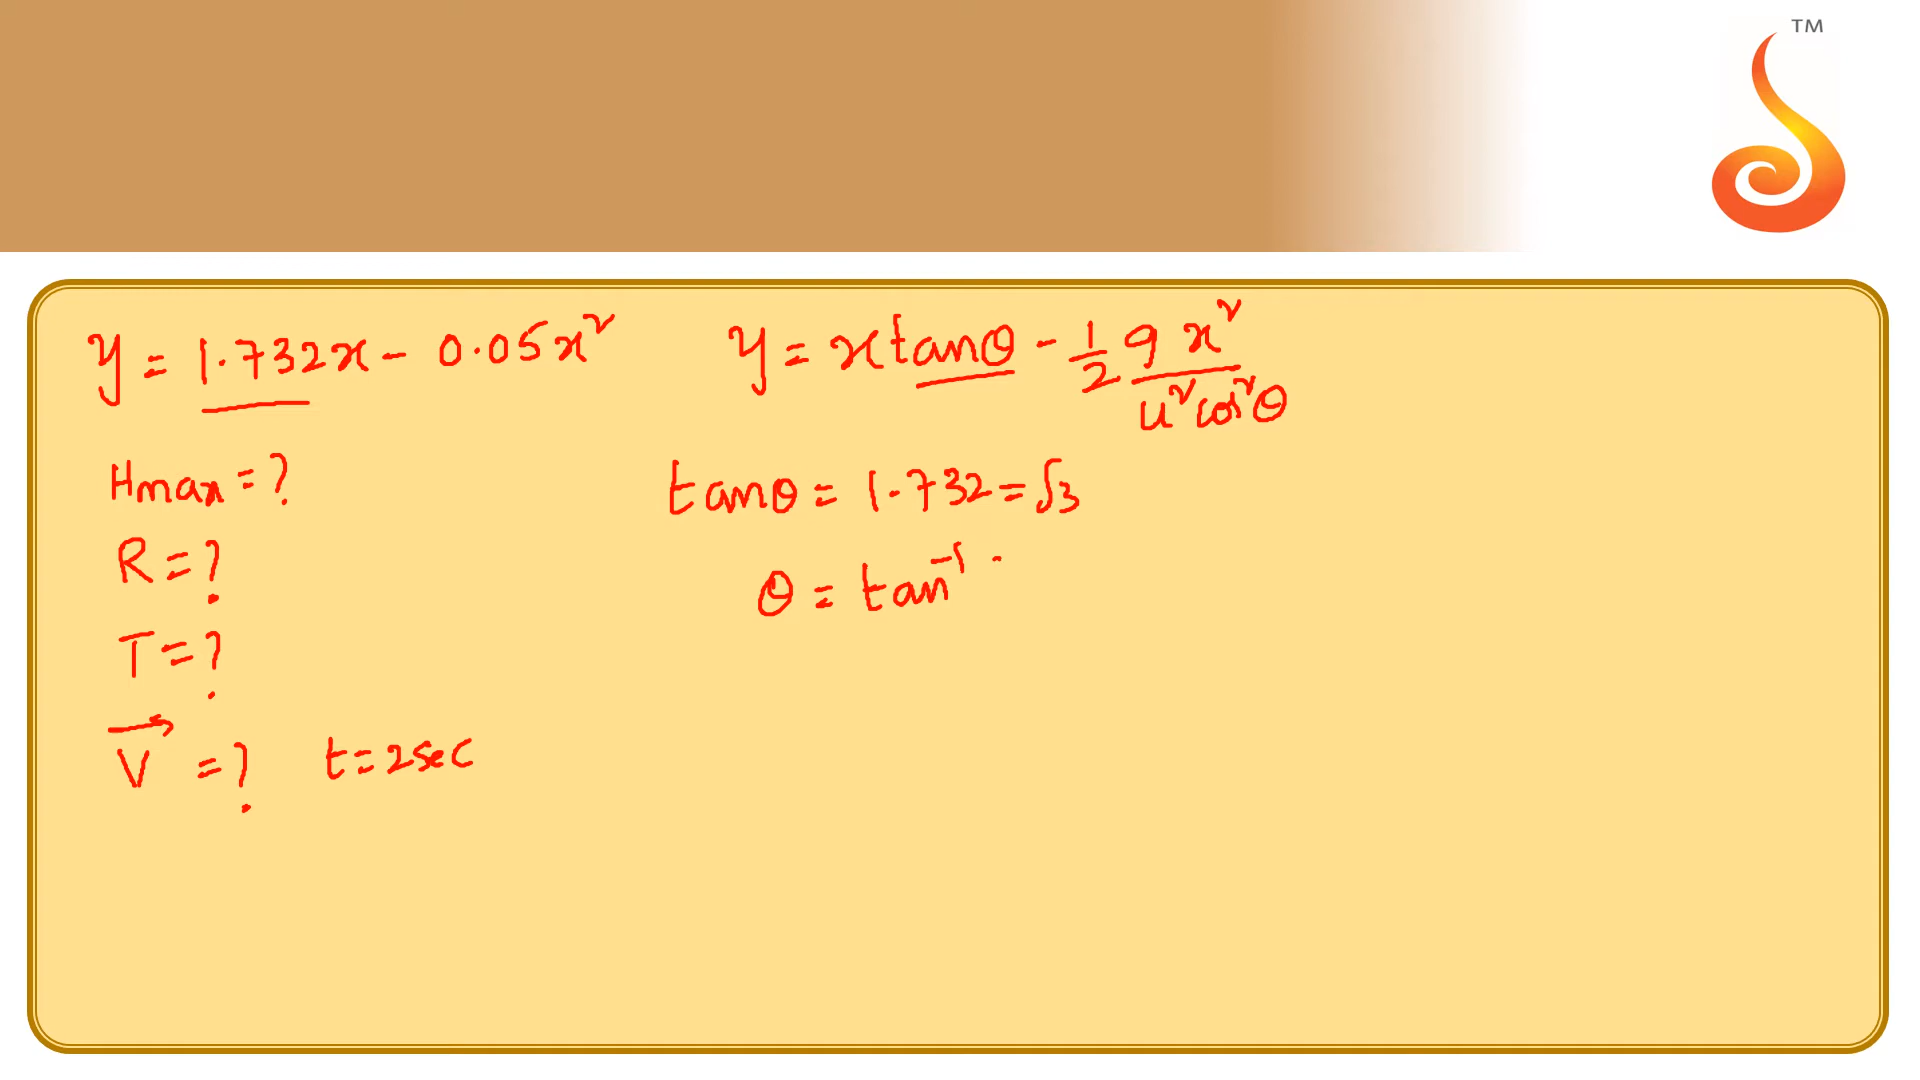 TM
y = 1.732x - 0.05x²
y = x tanθ - 1/2 g x²/u²cos²θ
Hmax = ?
tanθ = 1.732 = √3
R = ?
θ = tan⁻¹
T = ?
V⃗ = ? t = 2sec